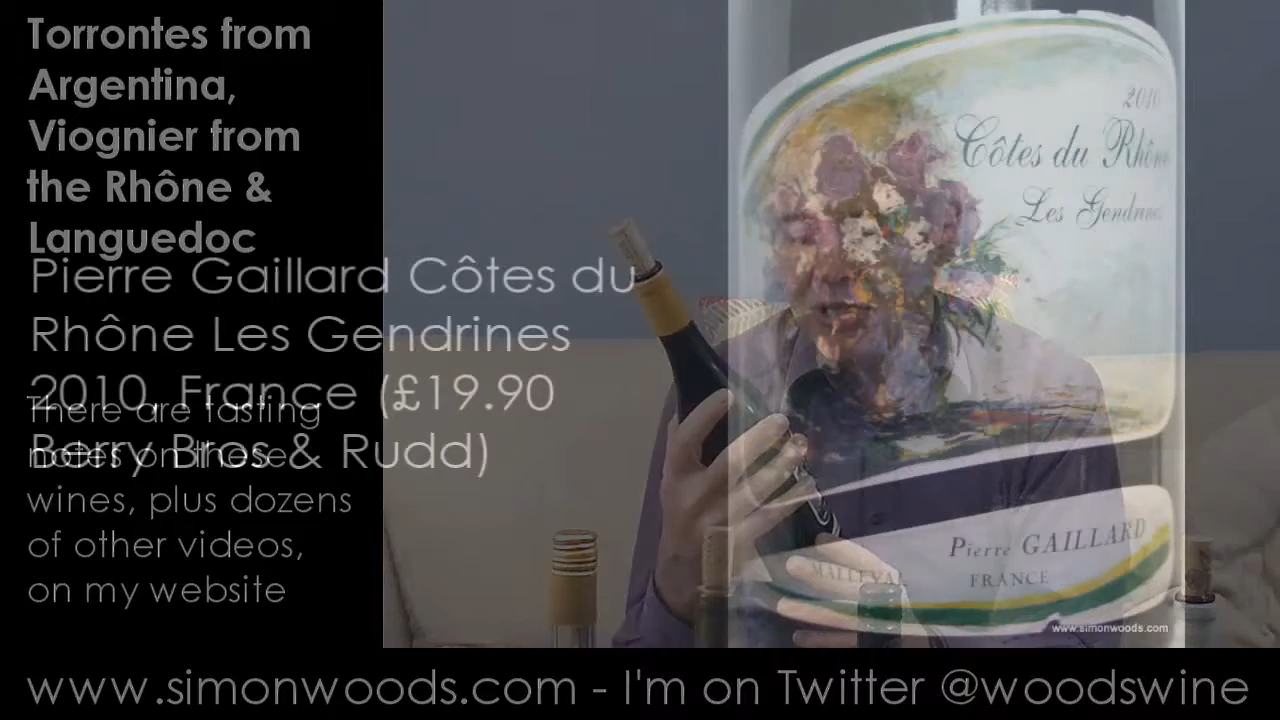 Torrontes from
Argentina,
Viognier from
the Rhône &
Languedoc
Pierre Gaillard Côtes du
Rhône Les Gendrines
2010, France (£19.90
Berry Bros & Rudd)
There are tasting
notes on these
wines, plus dozens
of other videos,
on my website
2010
Côtes du Rhône
Les Gendrines
Pierre GAILLARD
MALLEVAL FRANCE
www.simonwoods.com
www.simonwoods.com - I'm on Twitter @woodswine